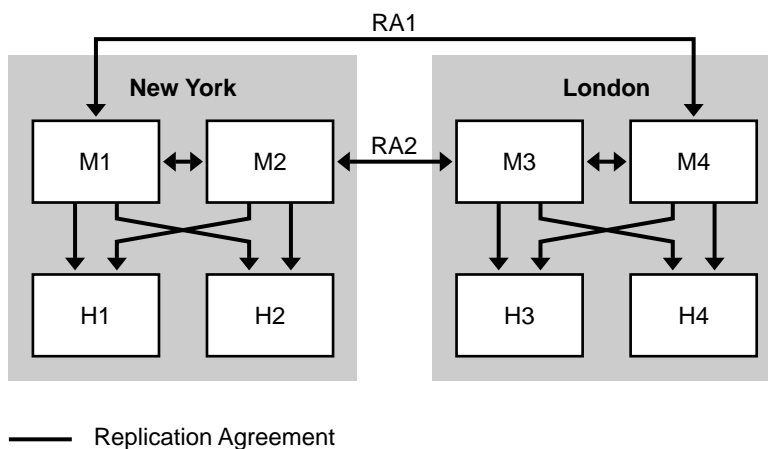 RA1
New York
London
M1
M2
RA2
M3
M4
H1
H2
H3
H4
Replication Agreement